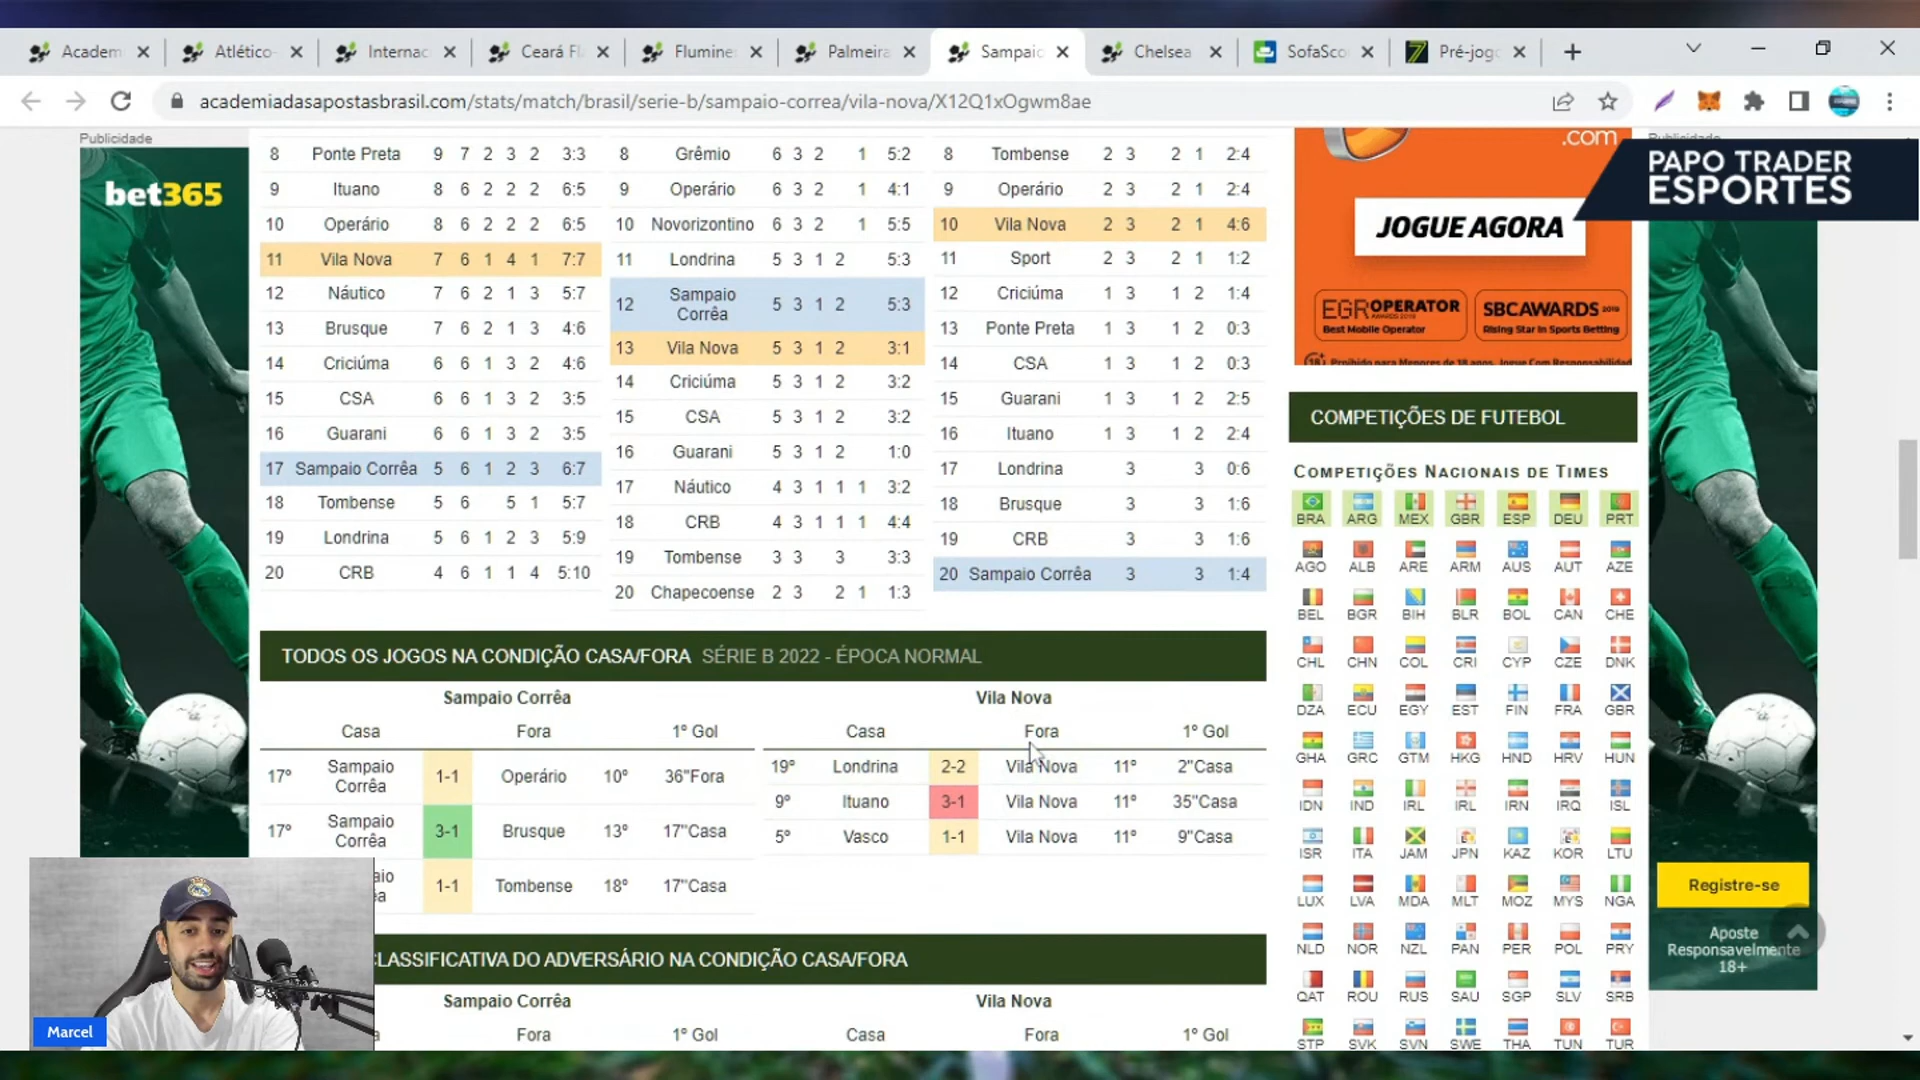 Academ
Atlético-
Internac
Ceará Fl
Flumine
Palmeira
Sampaio
Chelsea
SofaSco
Pré-jogo
academiadasapostasbrasil.com/stats/match/brasil/serie-b/sampaio-correa/vila-nova/X12Q1xOgwm8ae
Publicidade
bet365
8 Ponte Preta 9 7 2 3 2 3:3
9 Ituano 8 6 2 2 2 6:5
10 Operário 8 6 2 2 2 6:5
11 Vila Nova 7 6 1 4 1 7:7
12 Náutico 7 6 2 1 3 5:7
13 Brusque 7 6 2 1 3 4:6
14 Criciúma 6 6 1 3 2 4:6
15 CSA 6 6 1 3 2 3:5
16 Guarani 6 6 1 3 2 3:5
17 Sampaio Corrêa 5 6 1 2 3 6:7
18 Tombense 5 6 5 1 5:7
19 Londrina 5 6 1 2 3 5:9
20 CRB 4 6 1 1 4 5:10
8 Grêmio 6 3 2 1 5:2
9 Operário 6 3 2 1 4:1
10 Novorizontino 6 3 2 1 5:5
11 Londrina 5 3 1 2 5:3
12 Sampaio Corrêa 5 3 1 2 5:3
13 Vila Nova 5 3 1 2 3:1
14 Criciúma 5 3 1 2 3:2
15 CSA 5 3 1 2 3:2
16 Guarani 5 3 1 2 1:0
17 Náutico 4 3 1 1 1 3:2
18 CRB 4 3 1 1 1 4:4
19 Tombense 3 3 3 3:3
20 Chapecoense 2 3 2 1 1:3
8 Tombense 2 3 2 1 2:4
9 Operário 2 3 2 1 2:4
10 Vila Nova 2 3 2 1 4:6
11 Sport 2 3 2 1 1:2
12 Criciúma 1 3 1 2 1:4
13 Ponte Preta 1 3 1 2 0:3
14 CSA 1 3 1 2 0:3
15 Guarani 1 3 1 2 2:5
16 Ituano 1 3 1 2 2:4
17 Londrina 3 3 0:6
18 Brusque 3 3 1:6
19 CRB 3 3 1:6
20 Sampaio Corrêa 3 3 1:4
TODOS OS JOGOS NA CONDIÇÃO CASA/FORA SÉRIE B 2022 - ÉPOCA NORMAL
Sampaio Corrêa
Casa Fora 1º Gol
17º Sampaio Corrêa 1-1 Operário 10º 36"Fora
17º Sampaio Corrêa 3-1 Brusque 13º 17"Casa
1-1 Tombense 18º 17"Casa
Vila Nova
Casa Fora 1º Gol
19º Londrina 2-2 Vila Nova 11º 2"Casa
9º Ituano 3-1 Vila Nova 11º 35"Casa
5º Vasco 1-1 Vila Nova 11º 9"Casa
CLASSIFICATIVA DO ADVERSÁRIO NA CONDIÇÃO CASA/FORA
Sampaio Corrêa Vila Nova
Fora 1º Gol Casa Fora 1º Gol
Marcel
.com
JOGUE AGORA
EGR OPERATOR AWARDS 2019
Best Mobile Operator
SBCAWARDS 2019
Rising Star In Sports Betting
18+ Proibido para Menores de 18 anos. Jogue Com Responsabilidad
PAPO TRADER
ESPORTES
COMPETIÇÕES DE FUTEBOL
COMPETIÇÕES NACIONAIS DE TIMES
BRA ARG MEX GBR ESP DEU PRT
AGO ALB ARE ARM AUS AUT AZE
BEL BGR BIH BLR BOL CAN CHE
CHL CHN COL CRI CYP CZE DNK
DZA ECU EGY EST FIN FRA GBR
GHA GRC GTM HKG HND HRV HUN
IDN IND IRL IRL IRN IRQ ISL
ISR ITA JAM JPN KAZ KOR LTU
LUX LVA MDA MLT MOZ MYS NGA
NLD NOR NZL PAN PER POL PRY
QAT ROU RUS SAU SGP SLV SRB
STP SVK SVN SWE THA TUN TUR
Registre-se
Aposte
Responsavelmente
18+